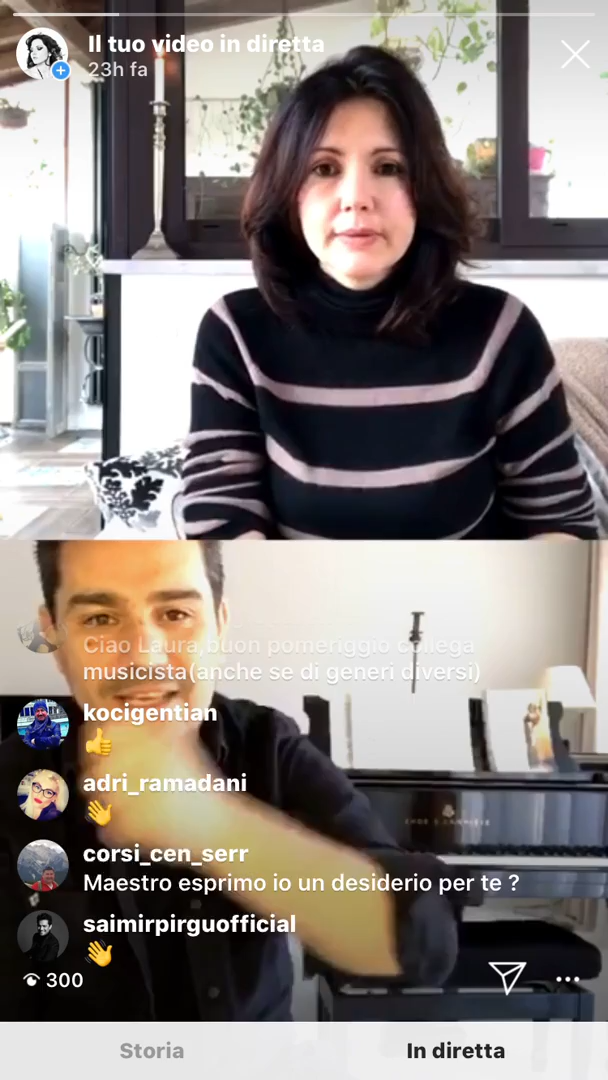 Il tuo video in diretta
23h fa
Ciao Laura,buon pomeriggio collega
musicista(anche se di generi diversi)
kocigentian
👍
adri_ramadani
👋
corsi_cen_serr
Maestro esprimo io un desiderio per te ?
saimirpirguofficial
👋
300
Storia
In diretta